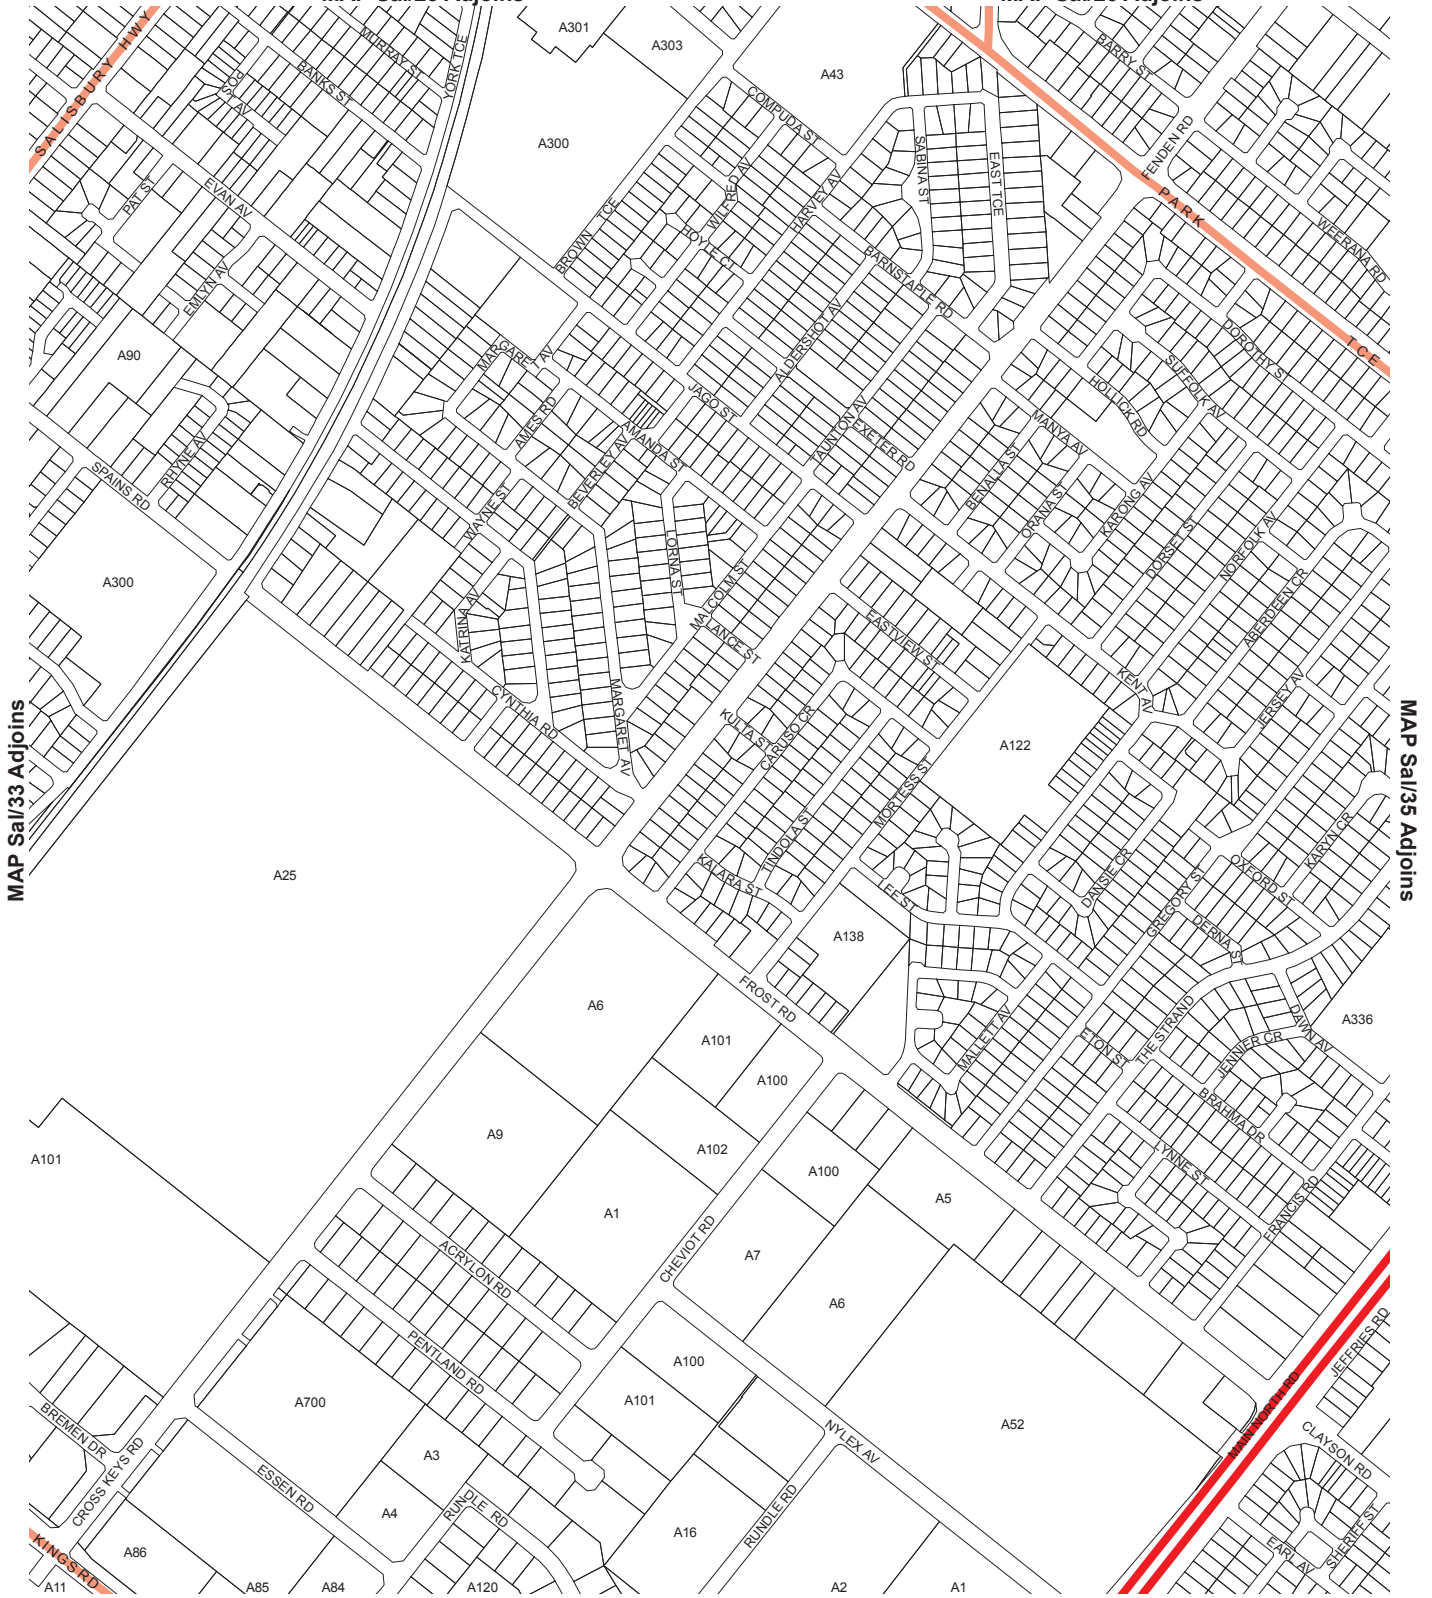 SALISBURY HWY
POST AV
BANKS ST
MURRAY ST
YORK TCE
A301
A303
A43
A300
COMPUDA ST
BARRY ST
FENDEN RD
PARK
TCE
WEERANA RD
PAT ST
EVAN AV
EMLYN AV
BROWN TCE
WILFRED AV
HOYLE CT
HARVEY AV
SABINA ST
EAST TCE
BARNSTAPLE RD
ALDERSHOT AV
A90
MARGARET AV
JAGO ST
AMES RD
AMANDA ST
BEVERLEY AV
TAUNTON AV
EXETER RD
HOLLICK RD
SUFFOLK AV
DOROTHY ST
MANYA AV
BENALLA ST
ORANA ST
KARONG AV
DORSET ST
NORFOLK AV
ABERDEEN CR
SPAINS RD
RHYNE AV
WAYNE ST
A300
LORNA ST
MALCOLM ST
LANCE ST
KATRINA AV
CYNTHIA RD
MARGARET AV
EASTVIEW ST
KENT AV
JERSEY AV
KULTA ST
CARUSO CR
A122
MORTESS ST
TINDOLA ST
KALARA ST
MAP Sal/33 Adjoins
MAP Sal/35 Adjoins
A25
LEE ST
DANSIE CR
GREGORY S
OXFORD ST
KARYN CR
DERNA ST
A138
FROST RD
A6
A101
A100
MALLETT AV
ETON ST
THE STRAND
JENNIER CR
DAWN AV
A336
BRAHMA DR
LYNNE ST
FRANCIS RD
A9
A102
A101
A100
A5
A1
CHEVIOT RD
A7
A6
ACRYLON RD
PENTLAND RD
A100
A101
A700
JEFFRIES RD
MAIN NORTH RD
CLAYSON RD
A52
NYLEX AV
BREMEN DR
CROSS KEYS RD
ESSEN RD
A3
A4
RUNDLE RD
A16
RUNDLE RD
EARL AV
SHERIFF ST
KINGS RD
A86
A11
A85
A84
A120
A2
A1